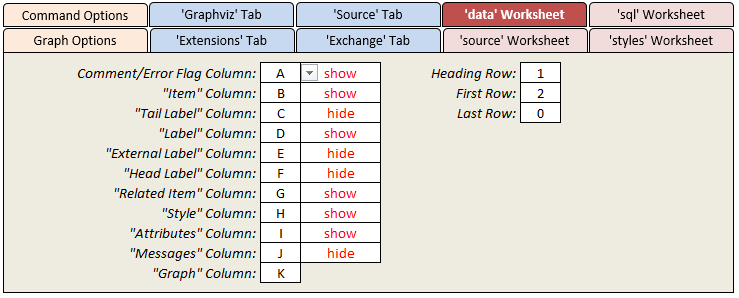 Command Options 'Graphviz' Tab 'Source' Tab 'data' Worksheet 'sql' Worksheet
Graph Options 'Extensions' Tab 'Exchange' Tab 'source' Worksheet 'styles' Worksheet
Comment/Error Flag Column: A show Heading Row: 1
"Item" Column: B show First Row: 2
"Tail Label" Column: C hide Last Row: 0
"Label" Column: D show
"External Label" Column: E hide
"Head Label" Column: F hide
"Related Item" Column: G show
"Style" Column: H show
"Attributes" Column: I show
"Messages" Column: J hide
"Graph" Column: K